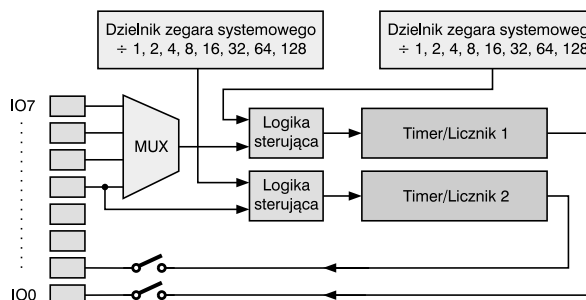 Dzielnik zegara systemowego
÷ 1, 2, 4, 8, 16, 32, 64, 128
Dzielnik zegara systemoweg
÷ 1, 2, 4, 8, 16, 32, 64, 128
IO7
MUX
Logika
sterująca
Timer/Licznik 1
Logika
sterująca
Timer/Licznik 2
IO0